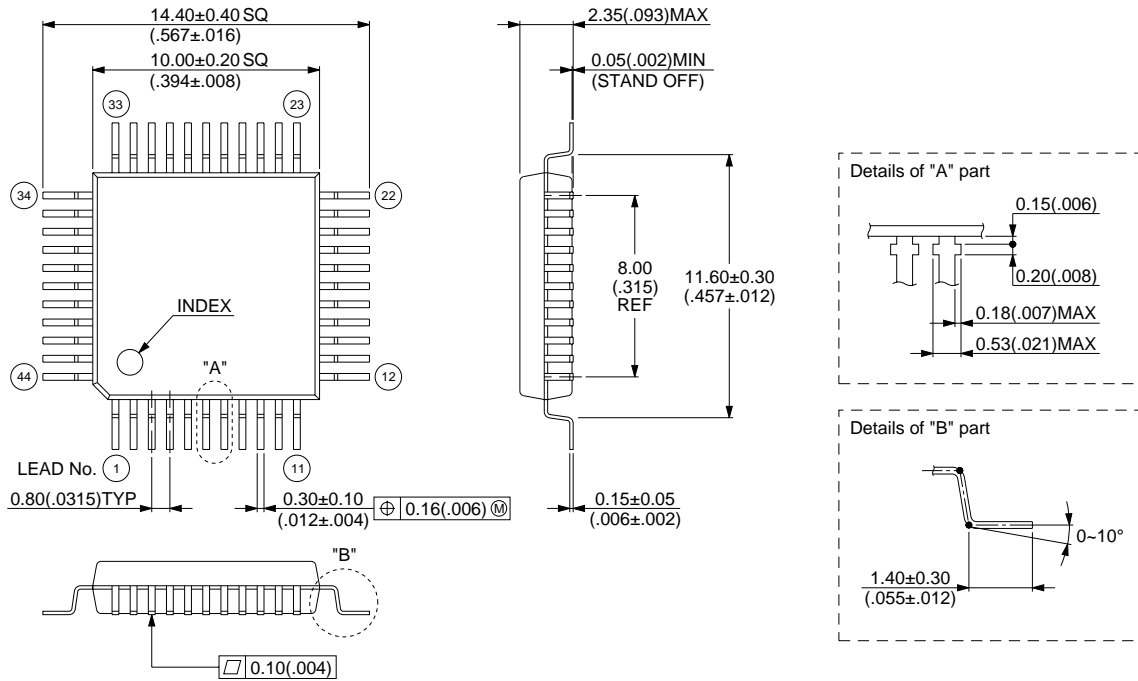 14.40±0.40 SQ
(.567±.016)
10.00±0.20 SQ
(.394±.008)
33
23
34
22
INDEX
44
"A"
12
LEAD No.
1
11
0.80(.0315)TYP
0.30±0.10
(.012±.004)
⌖ 0.16(.006) Ⓜ
2.35(.093)MAX
0.05(.002)MIN
(STAND OFF)
8.00
(.315)
REF
11.60±0.30
(.457±.012)
0.15±0.05
(.006±.002)
"B"
▱ 0.10(.004)
Details of "A" part
0.15(.006)
0.20(.008)
0.18(.007)MAX
0.53(.021)MAX
Details of "B" part
0~10°
1.40±0.30
(.055±.012)